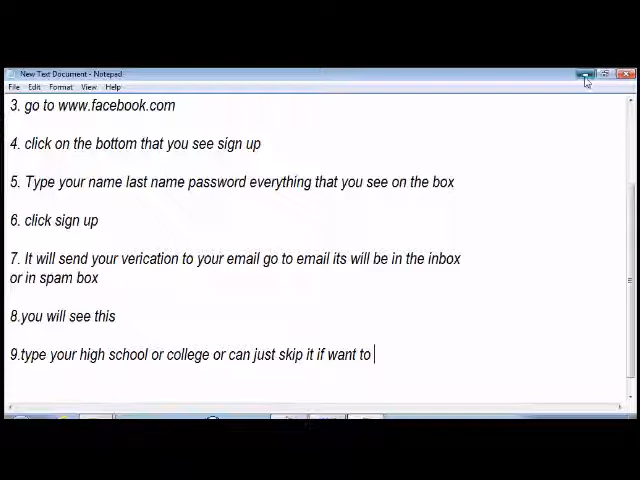 New Text Document - Notepad
File Edit Format View Help
3. go to www.facebook.com
4. click on the bottom that you see sign up
5. Type your name last name password everything that you see on the box
6. click sign up
7. It will send your verication to your email go to email its will be in the inbox
or in spam box
8.you will see this
9.type your high school or college or can just skip it if want to